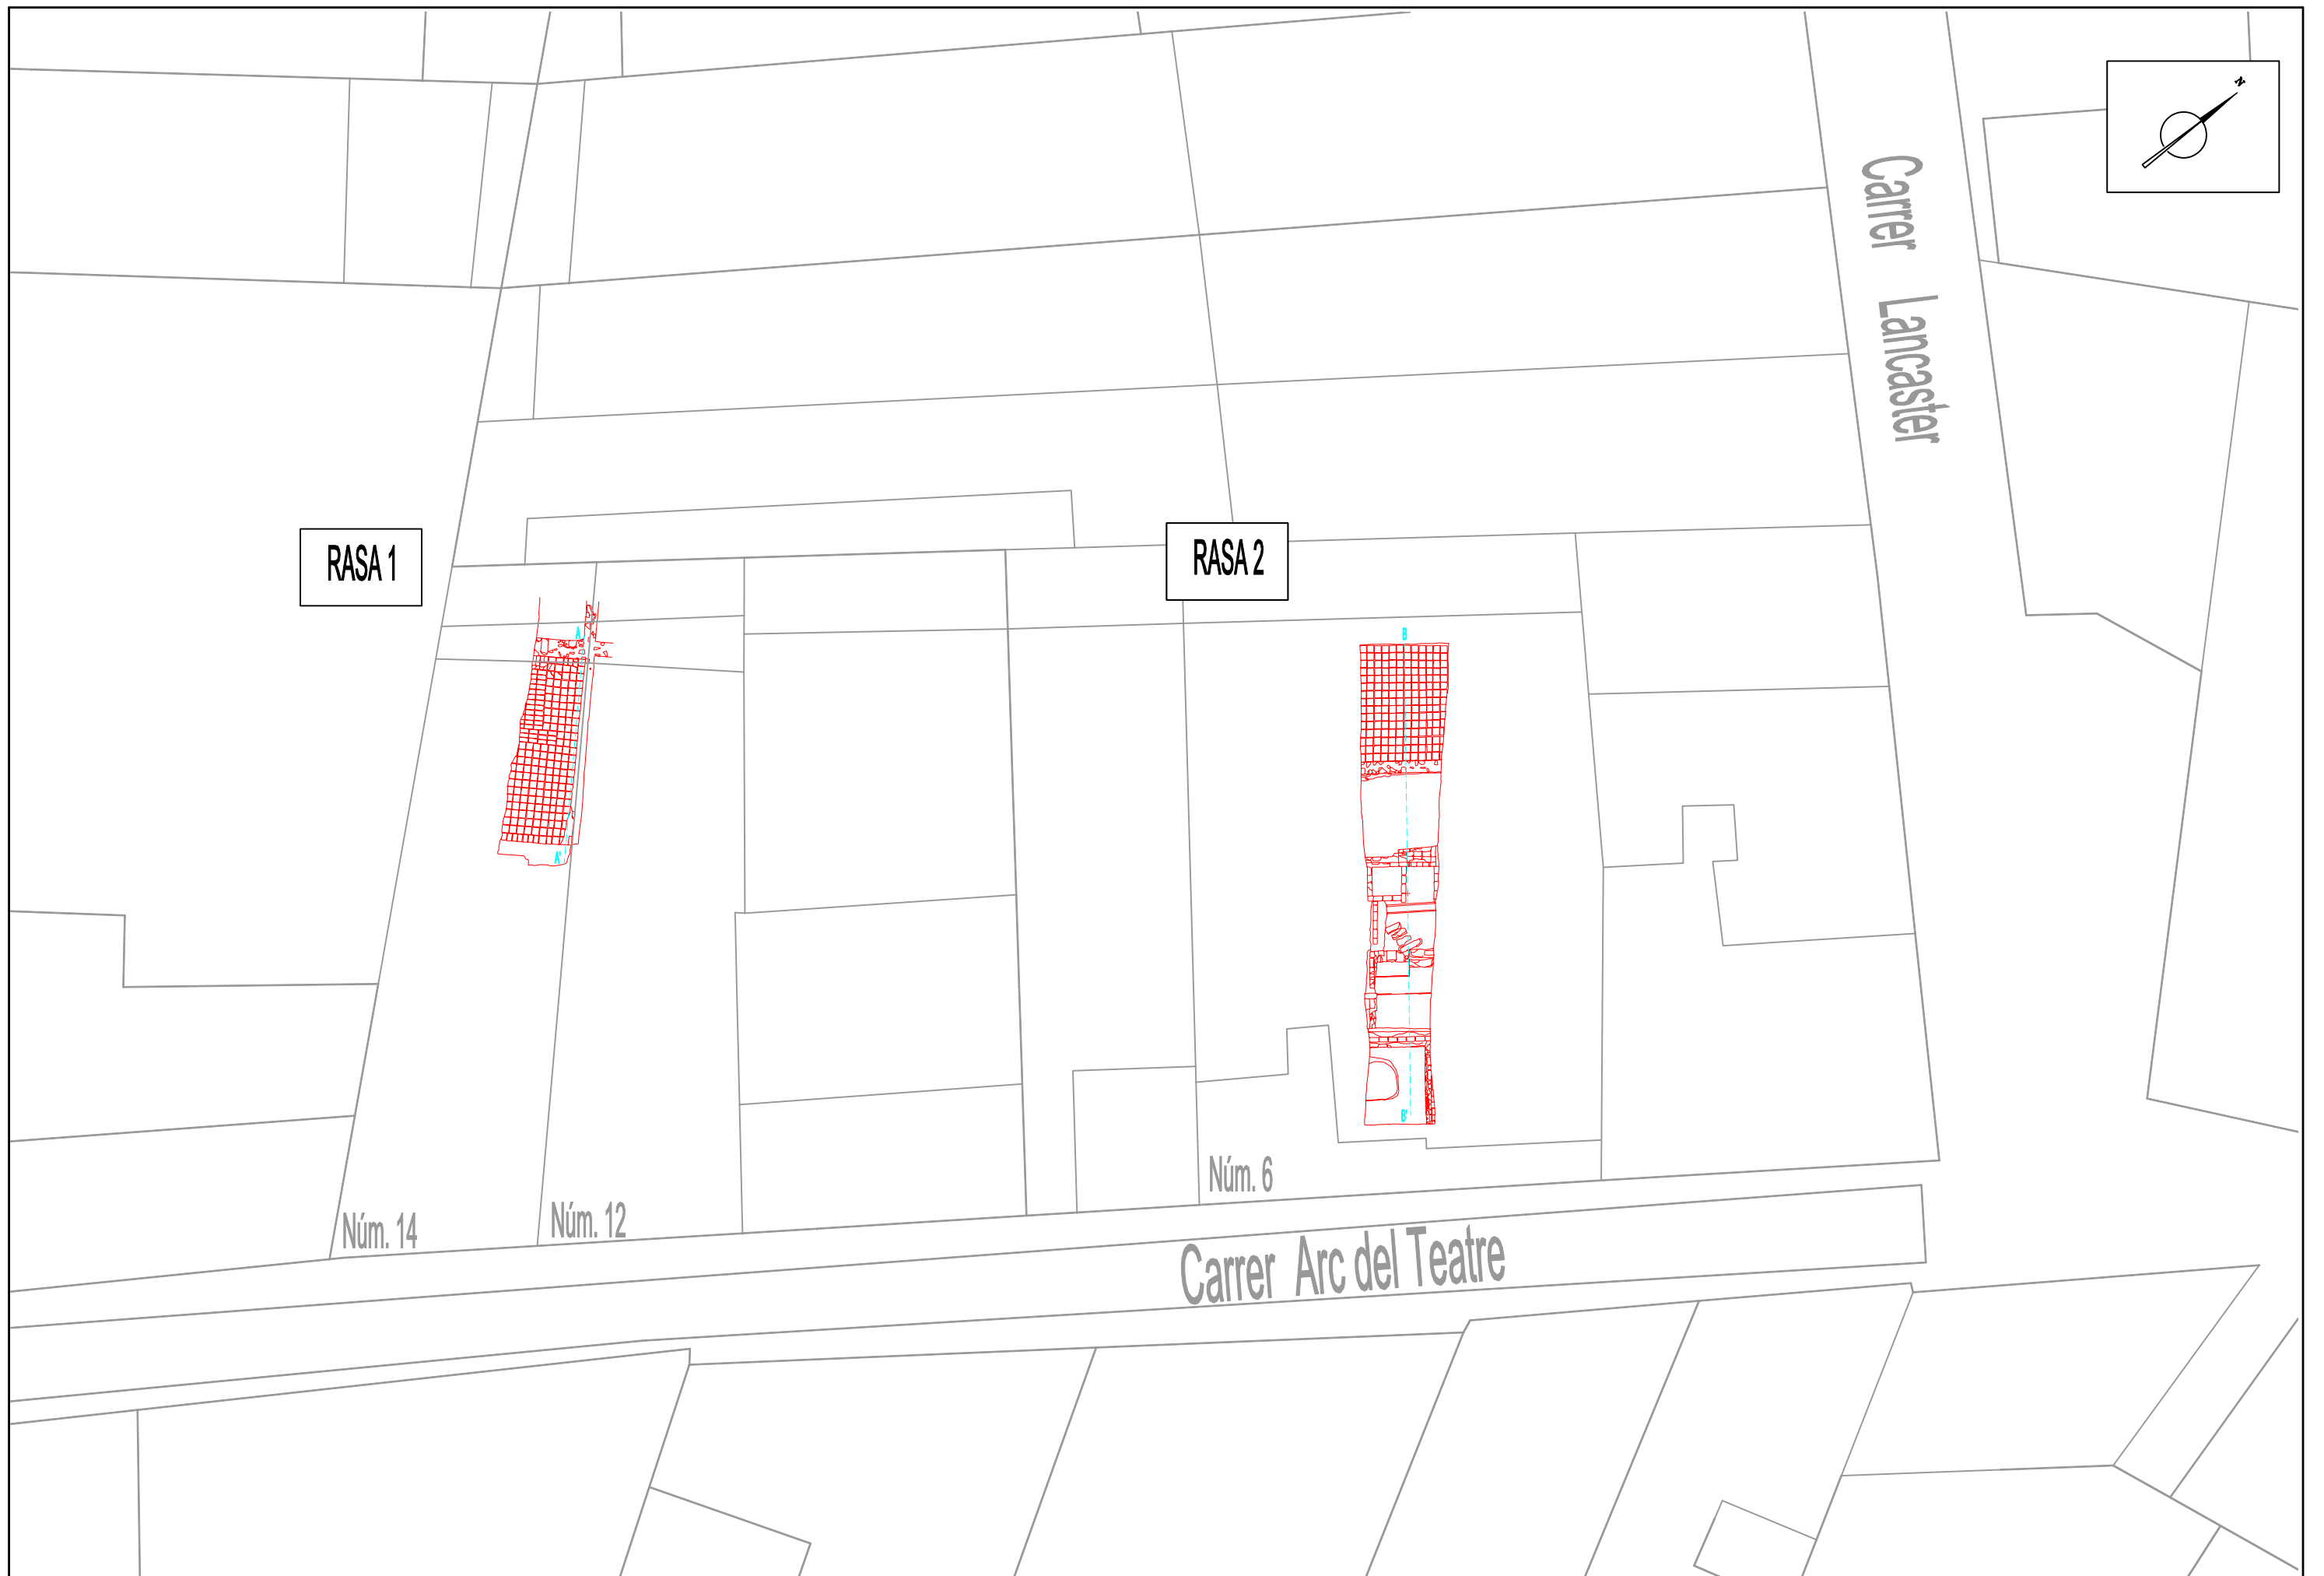 N
Carrer Lancaster
RASA 1
RASA 2
A
B
A'
B'
Núm. 6
Núm. 14
Núm. 12
Carrer Arc del Teatre